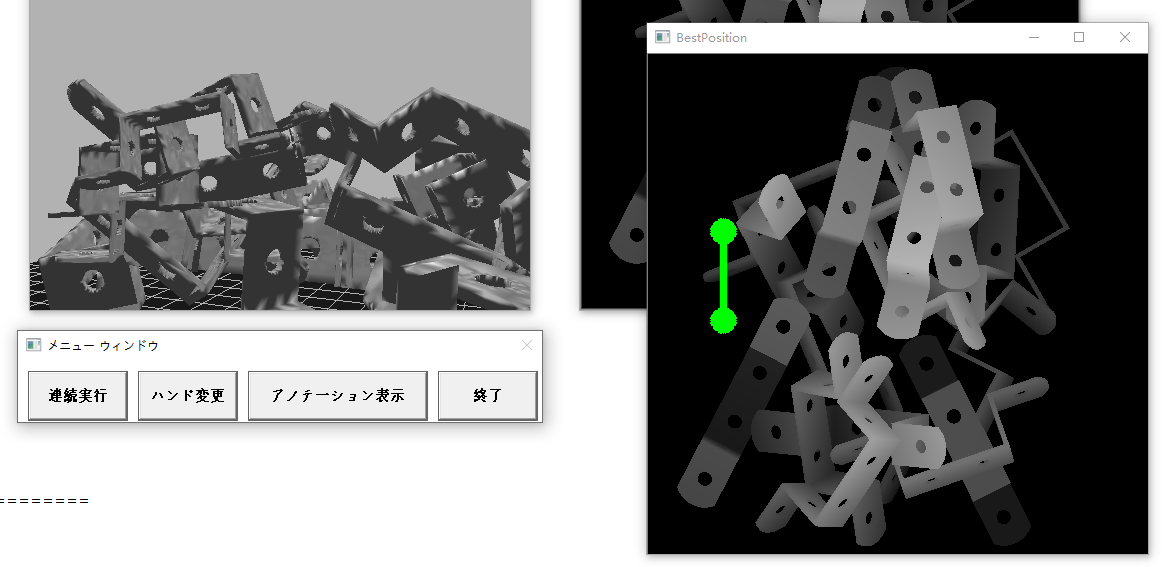 BestPosition
メニュー ウィンドウ
連続実行 ハンド変更 アノテーション表示 終了
========